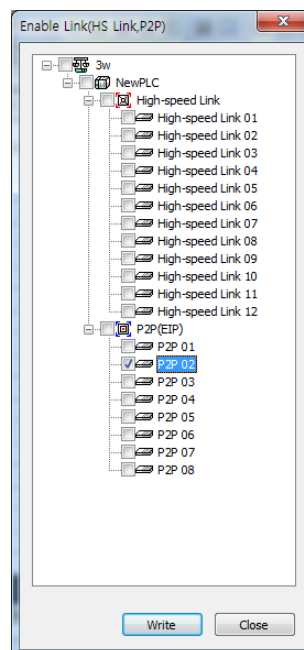 Enable Link(HS Link,P2P)
3w
NewPLC
High-speed Link
High-speed Link 01
High-speed Link 02
High-speed Link 03
High-speed Link 04
High-speed Link 05
High-speed Link 06
High-speed Link 07
High-speed Link 08
High-speed Link 09
High-speed Link 10
High-speed Link 11
High-speed Link 12
P2P(EIP)
P2P 01
P2P 02
P2P 03
P2P 04
P2P 05
P2P 06
P2P 07
P2P 08
Write Close